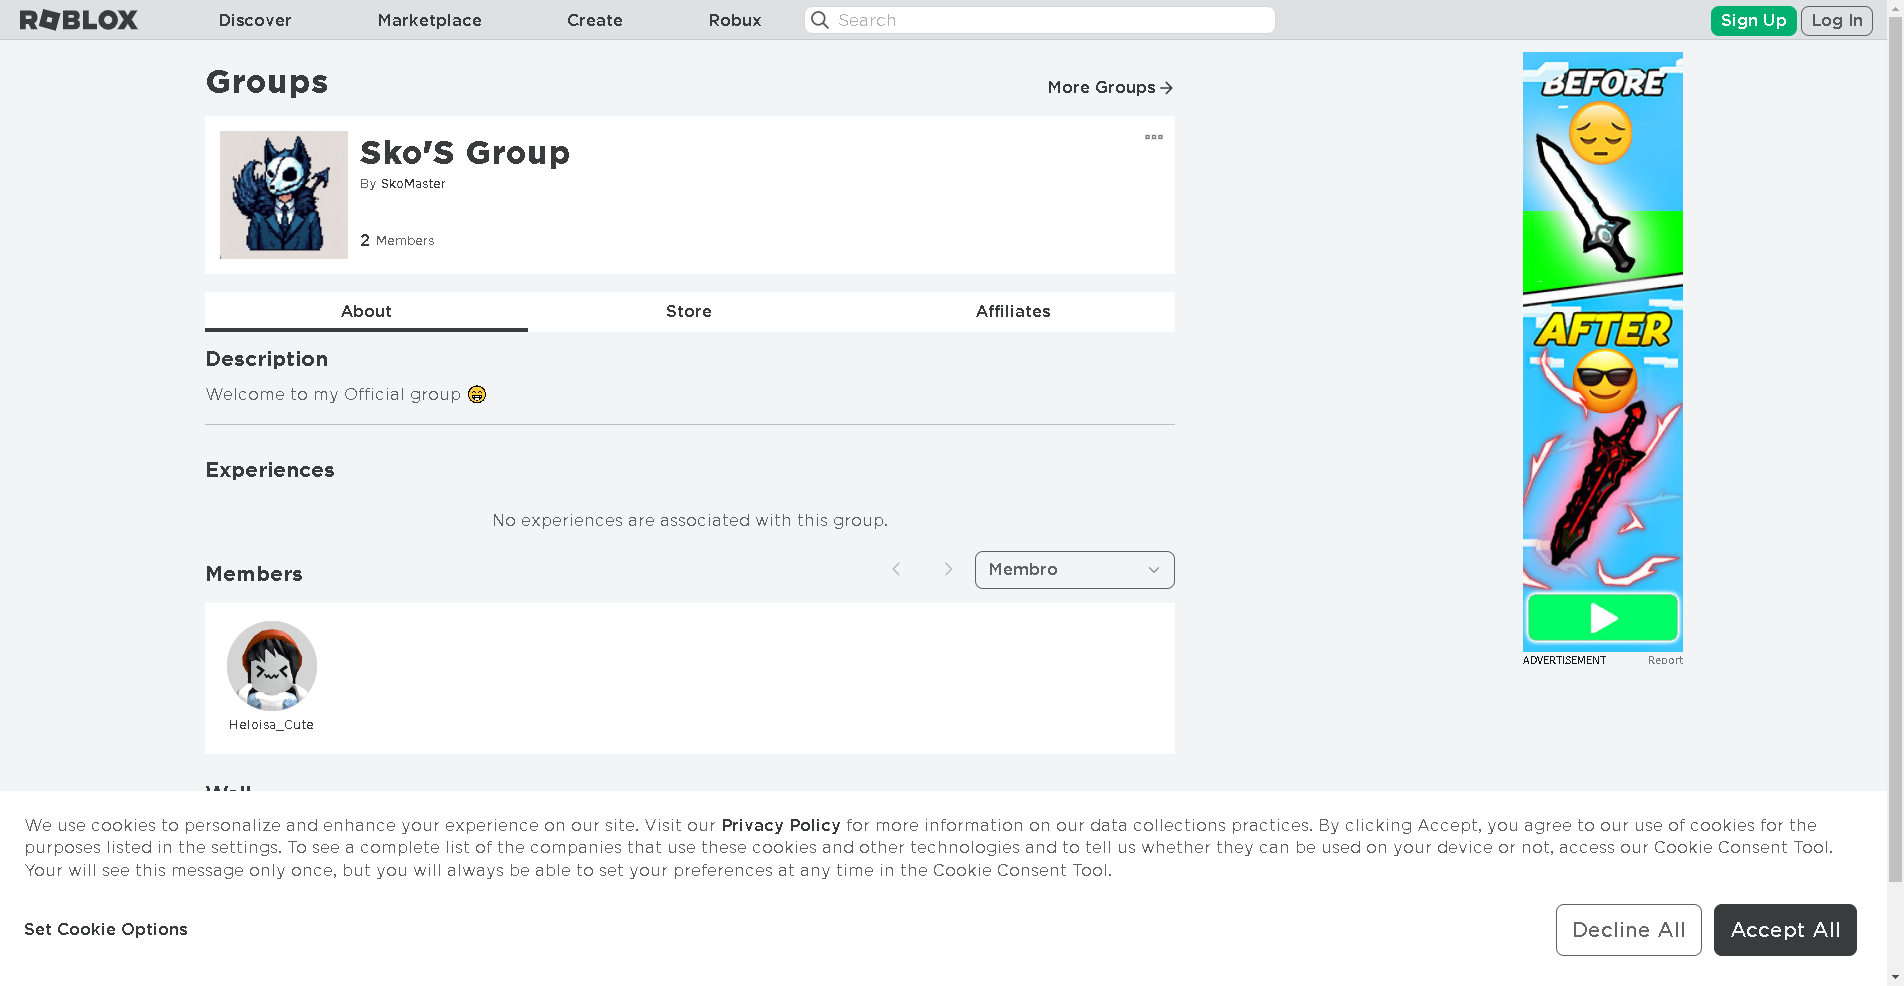 ROBLOX
Discover
Marketplace
Create
Robux
Search
Sign Up
Log In
Groups
More Groups
Sko'S Group
By SkoMaster
2 Members
About
Store
Affiliates
Description
Welcome to my Official group
Experiences
No experiences are associated with this group.
Members
Membro
Heloisa_Cute
Wall
BEFORE
AFTER
ADVERTISEMENT
Report
We use cookies to personalize and enhance your experience on our site. Visit our Privacy Policy for more information on our data collections practices. By clicking Accept, you agree to our use of cookies for the
purposes listed in the settings. To see a complete list of the companies that use these cookies and other technologies and to tell us whether they can be used on your device or not, access our Cookie Consent Tool.
Your will see this message only once, but you will always be able to set your preferences at any time in the Cookie Consent Tool.
Set Cookie Options
Decline All
Accept All